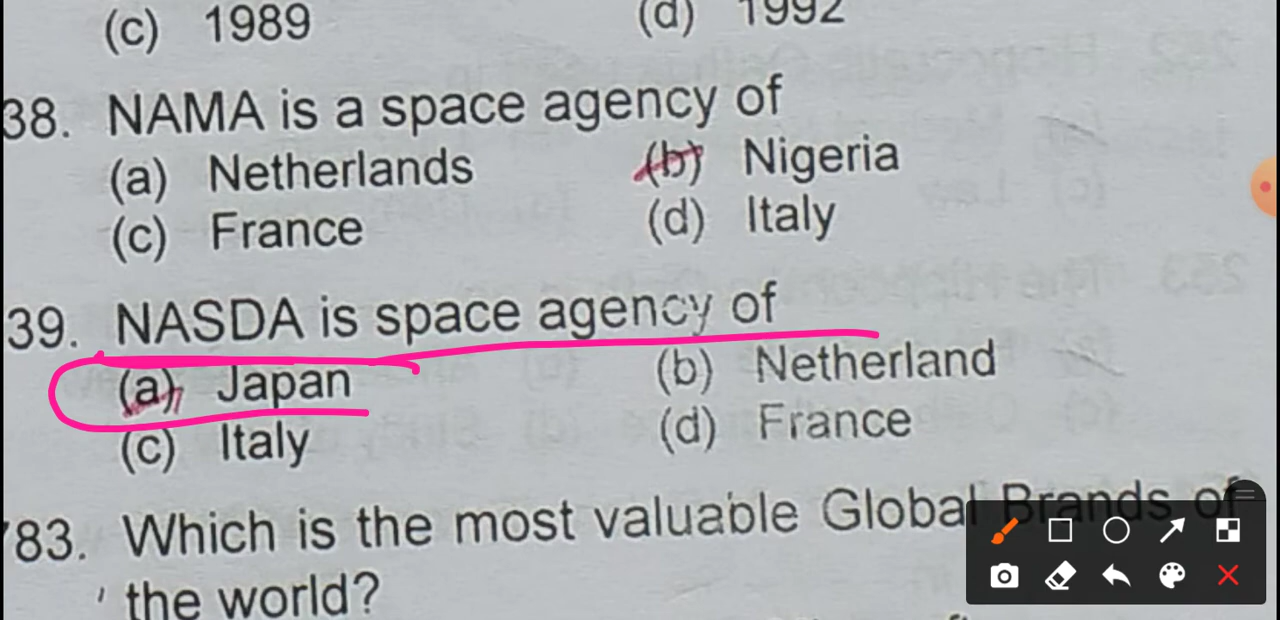 (c) 1989 (d) 1992
38. NAMA is a space agency of
(a) Netherlands (b) Nigeria
(c) France (d) Italy
39. NASDA is space agency of
(a) Japan (b) Netherland
(c) Italy (d) France
783. Which is the most valuable Global Brands of
the world?